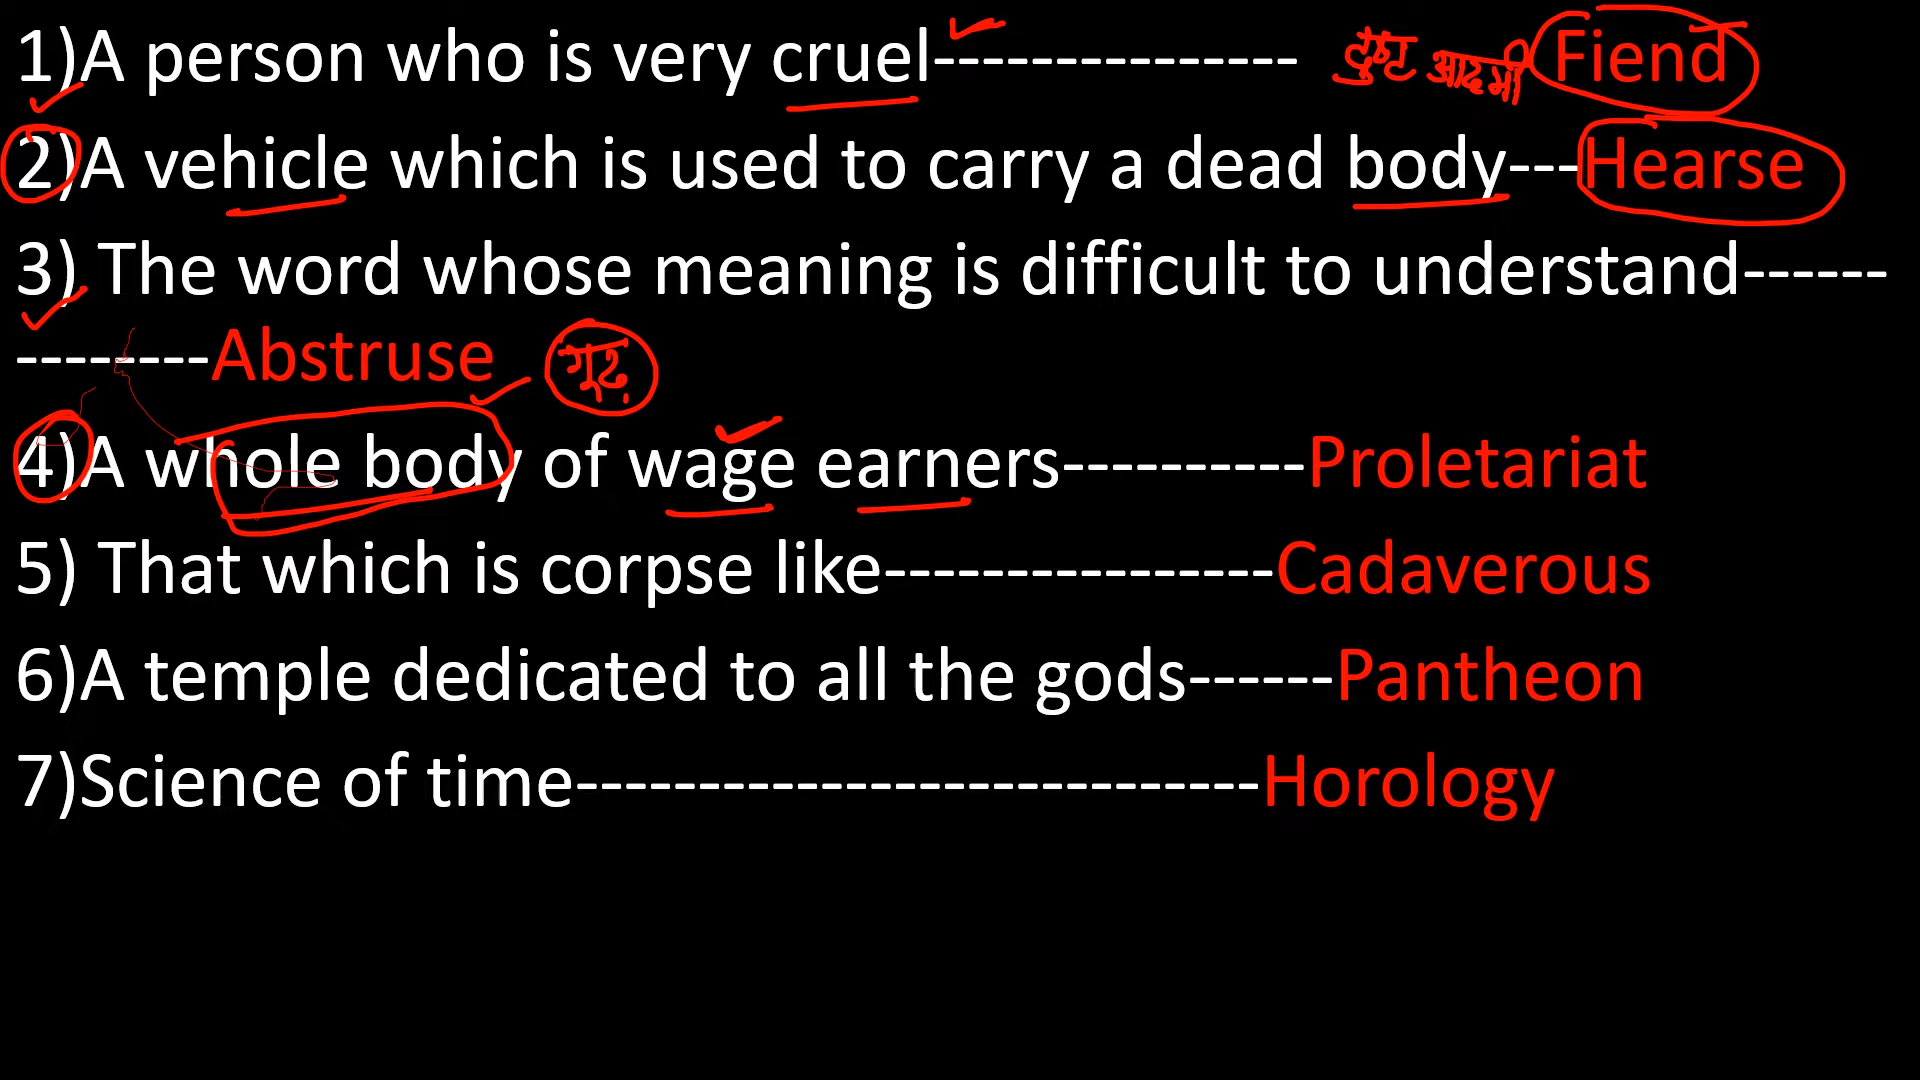 1)A person who is very cruel--------------- दुष्ट आदमी Fiend
2)A vehicle which is used to carry a dead body---Hearse
3) The word whose meaning is difficult to understand------
--------Abstruse गूढ़
4)A whole body of wage earners----------Proletariat
5) That which is corpse like----------------Cadaverous
6)A temple dedicated to all the gods------Pantheon
7)Science of time----------------------------Horology